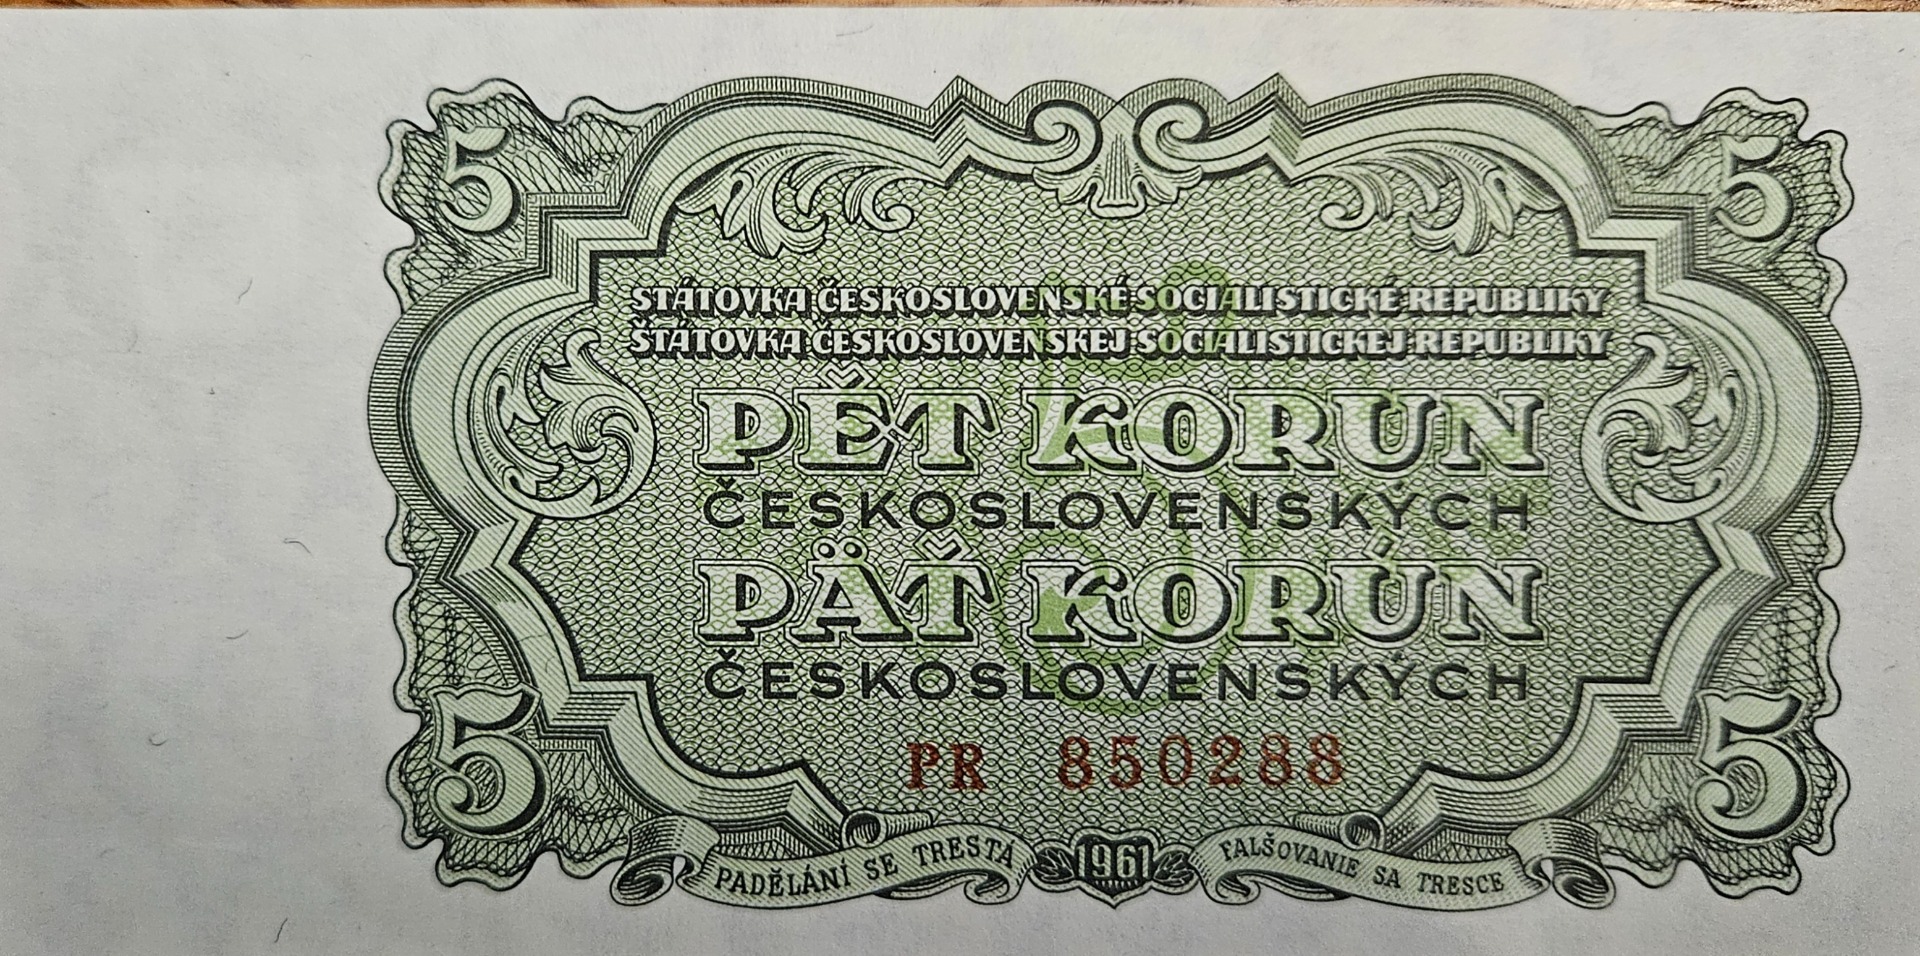 5 5
STÁTOVKA ČESKOSLOVENSKÉ SOCIALISTICKÉ REPUBLIKY
ŠTÁTOVKA ČESKOSLOVENSKEJ SOCIALISTICKEJ REPUBLIKY
PĚT KORUN
ČESKOSLOVENSKÝCH
PÄŤ KORÚN
ČESKOSLOVENSKÝCH
PR 850288
5 5
PADĚLÁNÍ SE TRESTÁ 1961 FALŠOVANIE SA TRESCE